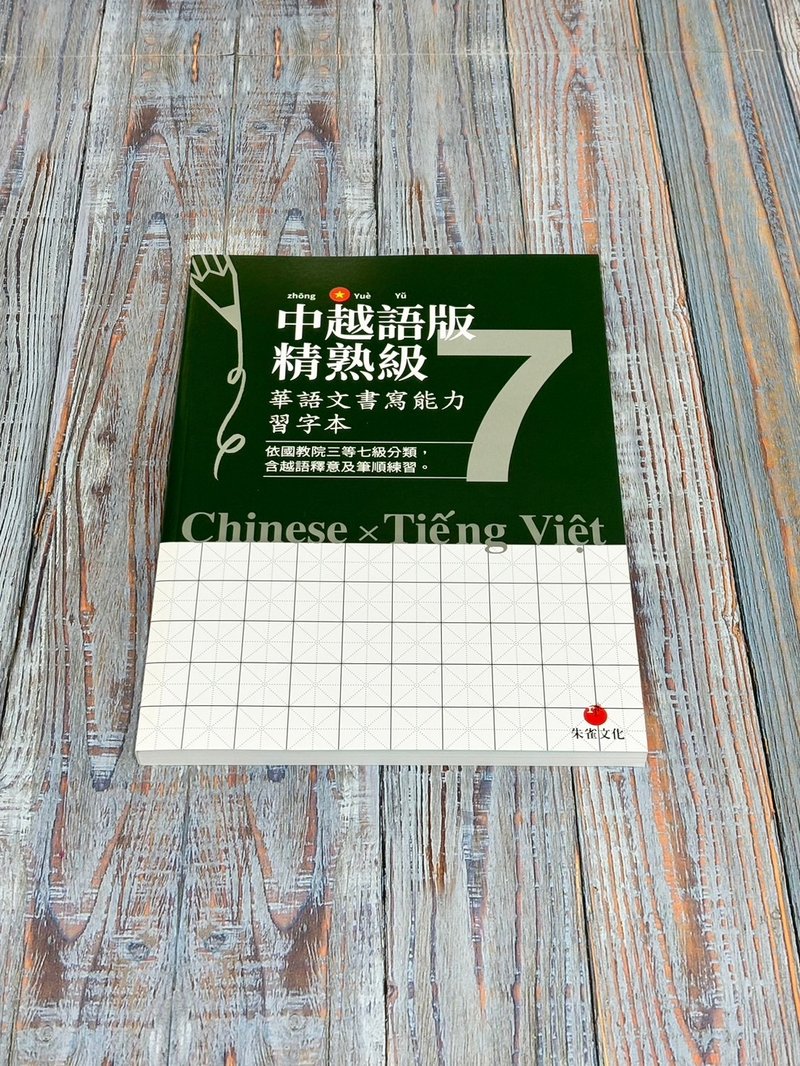 zhōng Yuè Yǔ
中越語版
精熟級
7
華語文書寫能力
習字本
依國教院三等七級分類，
含越語釋意及筆順練習。
Chinese × Tiếng Việt
朱雀文化